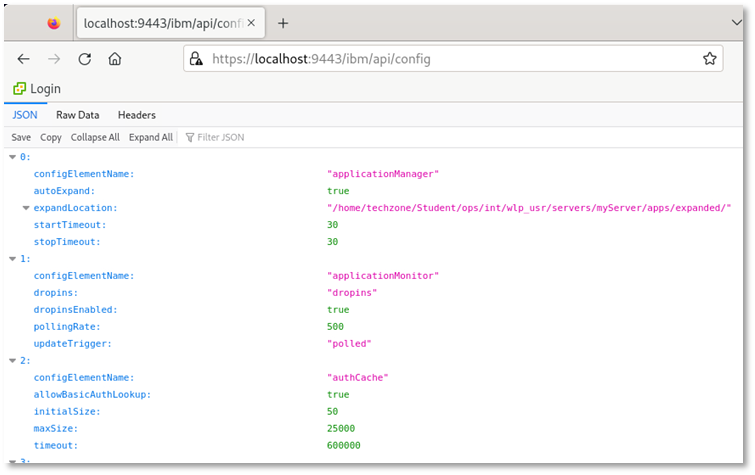 localhost:9443/ibm/api/conf
https://localhost:9443/ibm/api/config
Login
JSON Raw Data Headers
Save Copy Collapse All Expand All Filter JSON
0:
configElementName: "applicationManager"
autoExpand: true
expandLocation: "/home/techzone/Student/ops/int/wlp_usr/servers/myServer/apps/expanded/"
startTimeout: 30
stopTimeout: 30
1:
configElementName: "applicationMonitor"
dropins: "dropins"
dropinsEnabled: true
pollingRate: 500
updateTrigger: "polled"
2:
configElementName: "authCache"
allowBasicAuthLookup: true
initialSize: 50
maxSize: 25000
timeout: 600000
3: